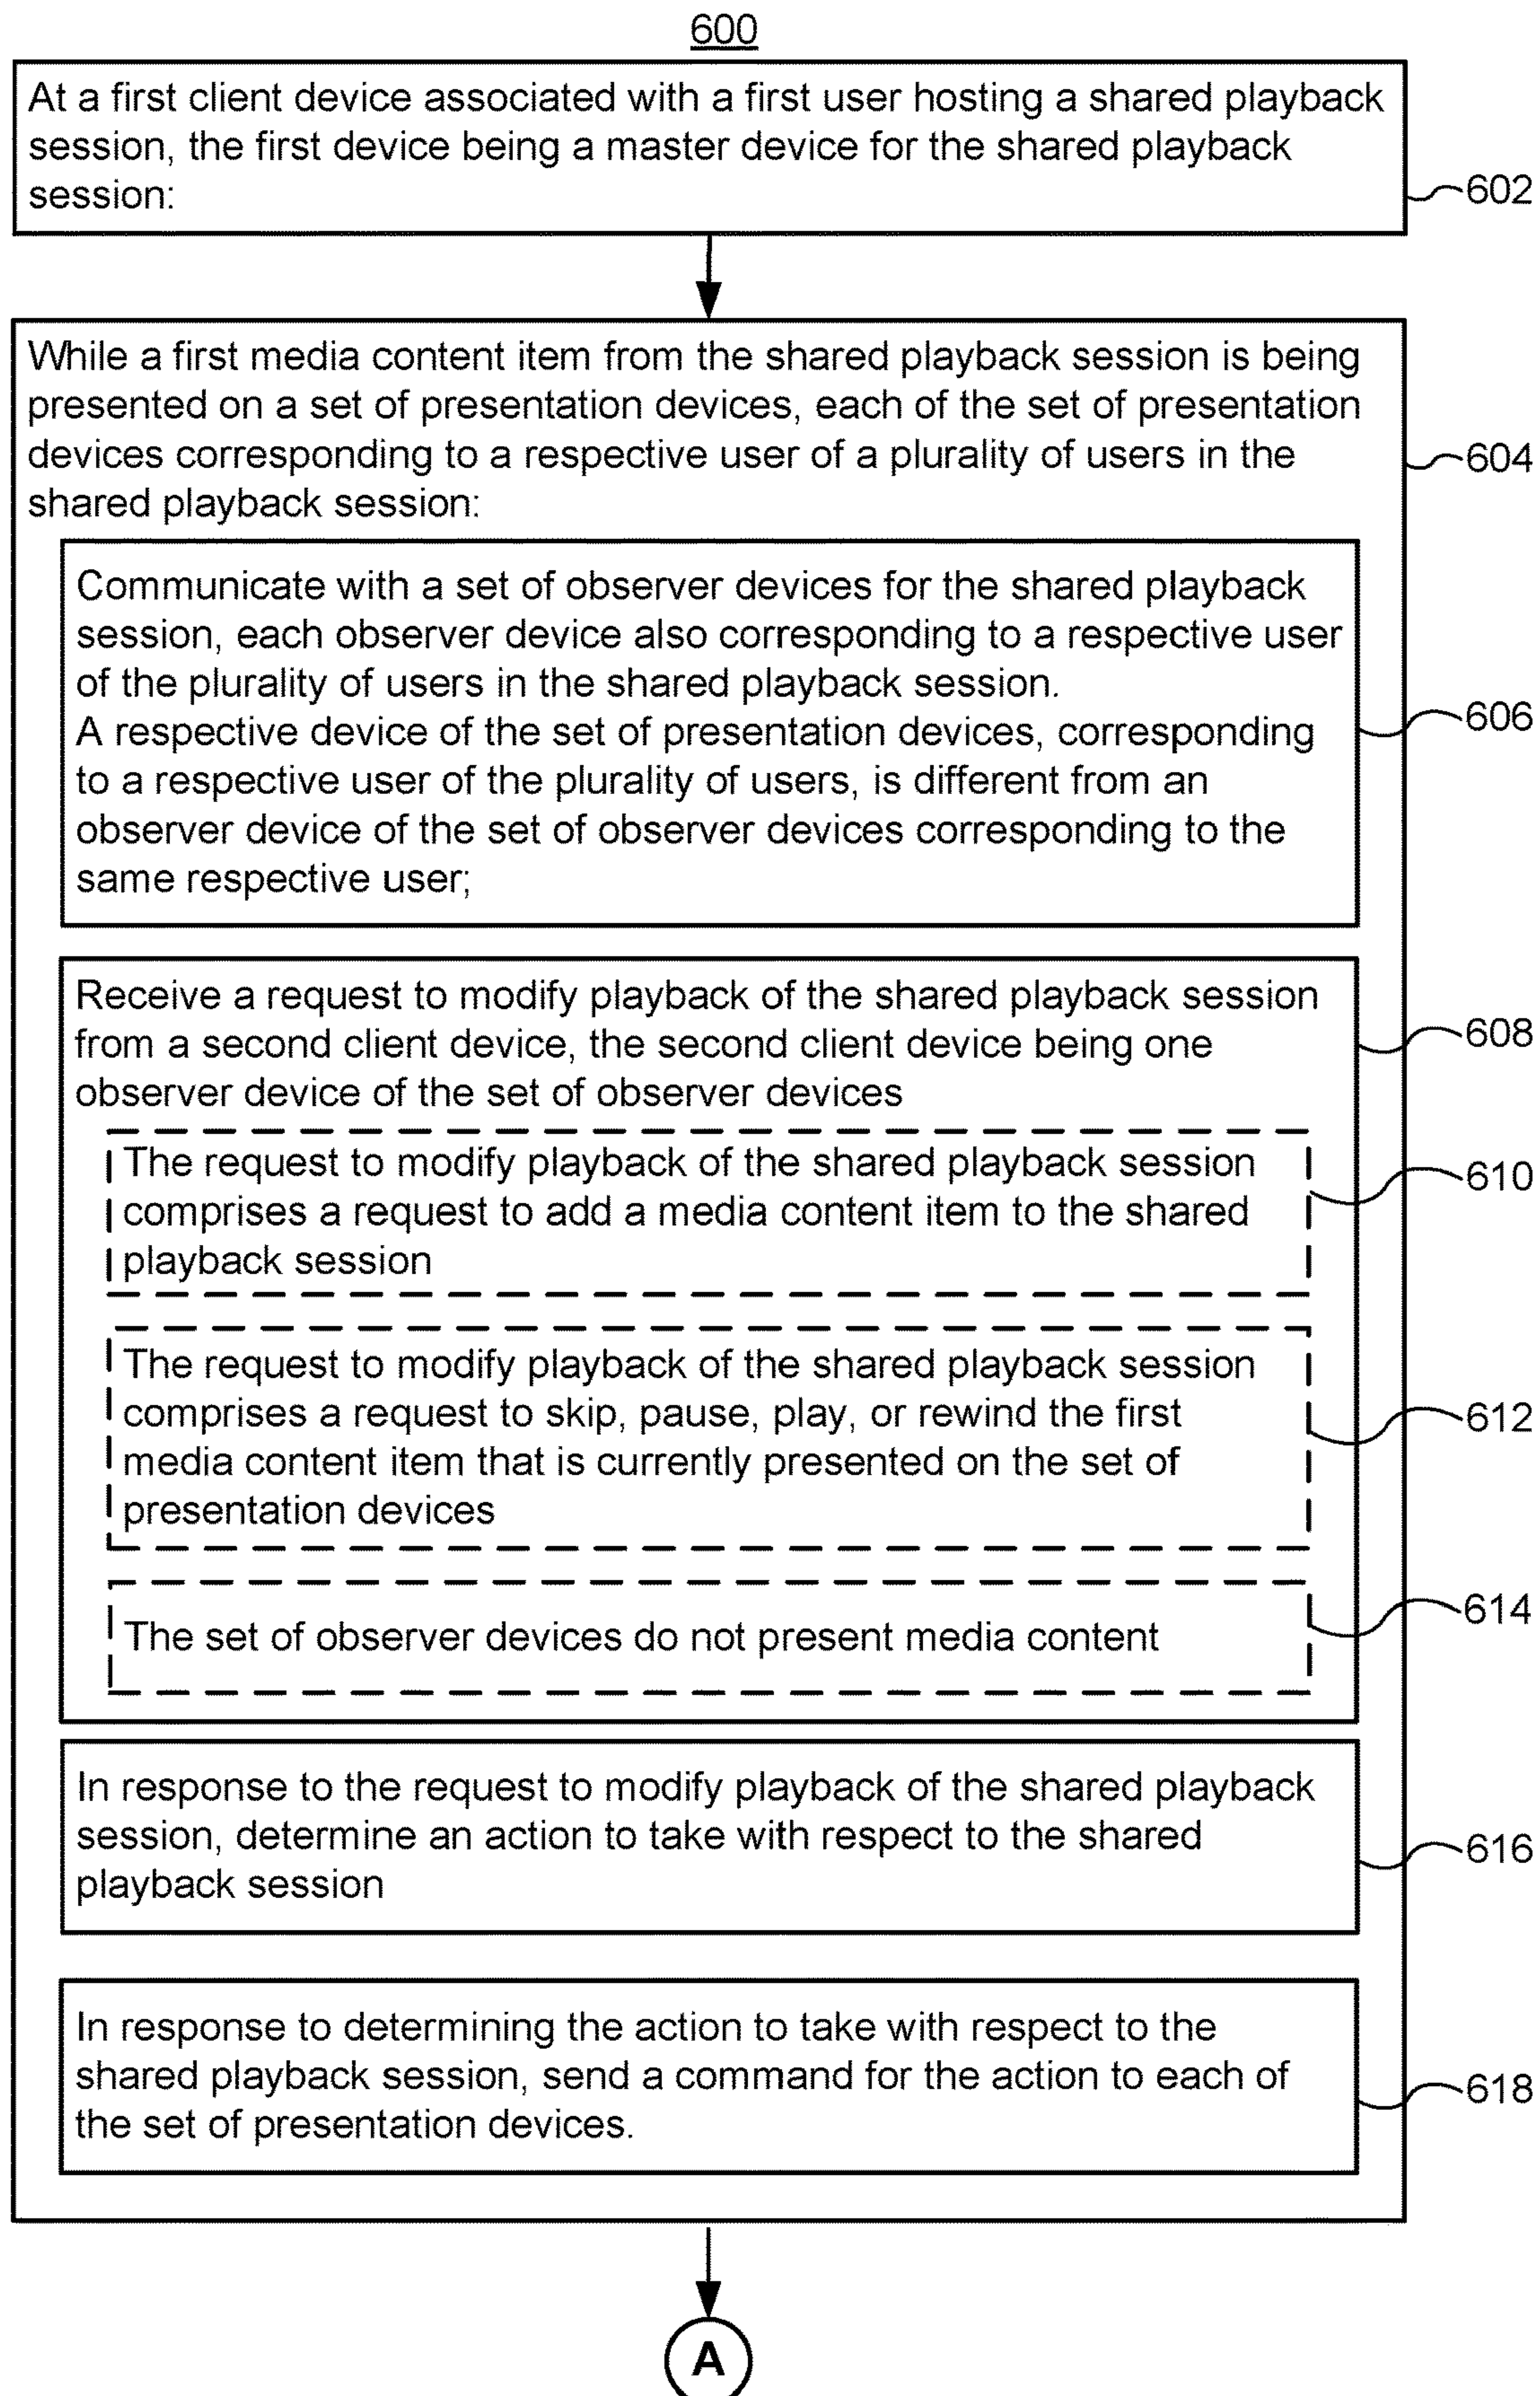 600
At a first client device associated with a first user hosting a shared playback
session, the first device being a master device for the shared playback
session:
602
While a first media content item from the shared playback session is being
presented on a set of presentation devices, each of the set of presentation
devices corresponding to a respective user of a plurality of users in the
shared playback session:
604
Communicate with a set of observer devices for the shared playback
session, each observer device also corresponding to a respective user
of the plurality of users in the shared playback session.
A respective device of the set of presentation devices, corresponding
to a respective user of the plurality of users, is different from an
observer device of the set of observer devices corresponding to the
same respective user;
606
Receive a request to modify playback of the shared playback session
from a second client device, the second client device being one
observer device of the set of observer devices
608
The request to modify playback of the shared playback session
comprises a request to add a media content item to the shared
playback session
610
The request to modify playback of the shared playback session
comprises a request to skip, pause, play, or rewind the first
media content item that is currently presented on the set of
presentation devices
612
The set of observer devices do not present media content
614
In response to the request to modify playback of the shared playback
session, determine an action to take with respect to the shared
playback session
616
In response to determining the action to take with respect to the
shared playback session, send a command for the action to each of
the set of presentation devices.
618
A